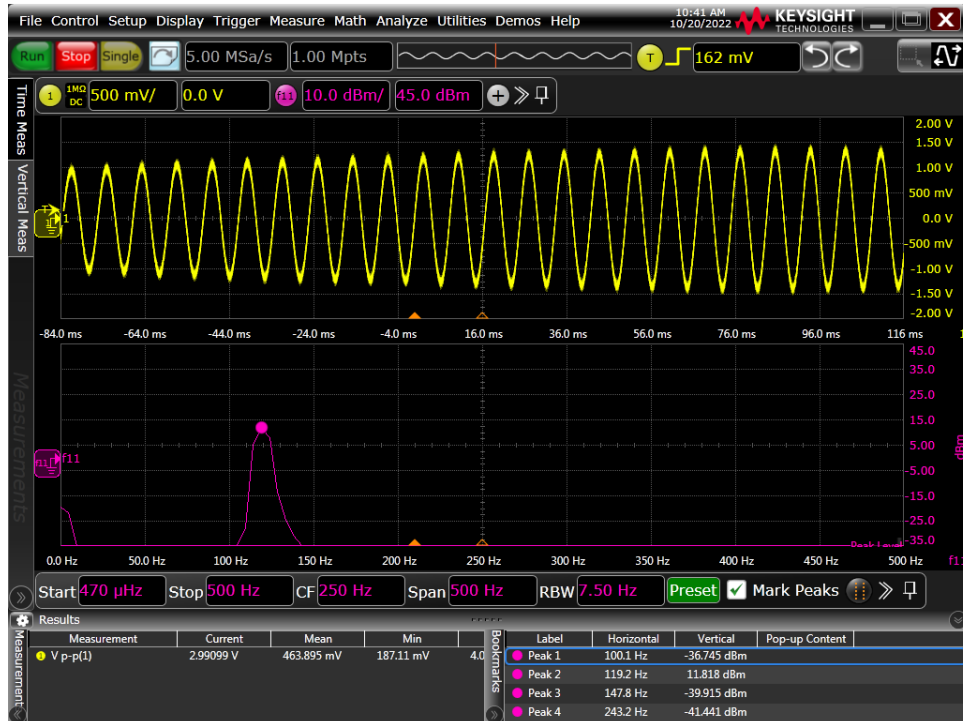 File Control Setup Display Trigger Measure Math Analyze Utilities Demos Help
10:41 AM
10/20/2022
KEYSIGHT
TECHNOLOGIES
X
Run Stop Single 5.00 MSa/s 1.00 Mpts T 162 mV
Time Meas
Vertical Meas
1 1MΩ DC 500 mV/ 0.0 V f11 10.0 dBm/ 45.0 dBm
2.00 V
1.50 V
1.00 V
500 mV
0.0 V
-500 mV
-1.00 V
-1.50 V
-2.00 V
T
1
-84.0 ms -64.0 ms -44.0 ms -24.0 ms -4.0 ms 16.0 ms 36.0 ms 56.0 ms 76.0 ms 96.0 ms 116 ms
45.0
35.0
25.0
15.0
5.00
-5.00
-15.0
-25.0
-35.0
dBm
f11
Measurements
0.0 Hz 50.0 Hz 100 Hz 150 Hz 200 Hz 250 Hz 300 Hz 350 Hz 400 Hz 450 Hz 500 Hz
Start 470 µHz Stop 500 Hz CF 250 Hz Span 500 Hz RBW 7.50 Hz Preset Mark Peaks
Results
Measurement
Measurement Current Mean Min
V p-p(1) 2.99099 V 463.895 mV 187.11 mV 4.0
Bookmarks
Label Horizontal Vertical Pop-up Content
Peak 1 100.1 Hz -36.745 dBm
Peak 2 119.2 Hz 11.818 dBm
Peak 3 147.8 Hz -39.915 dBm
Peak 4 243.2 Hz -41.441 dBm